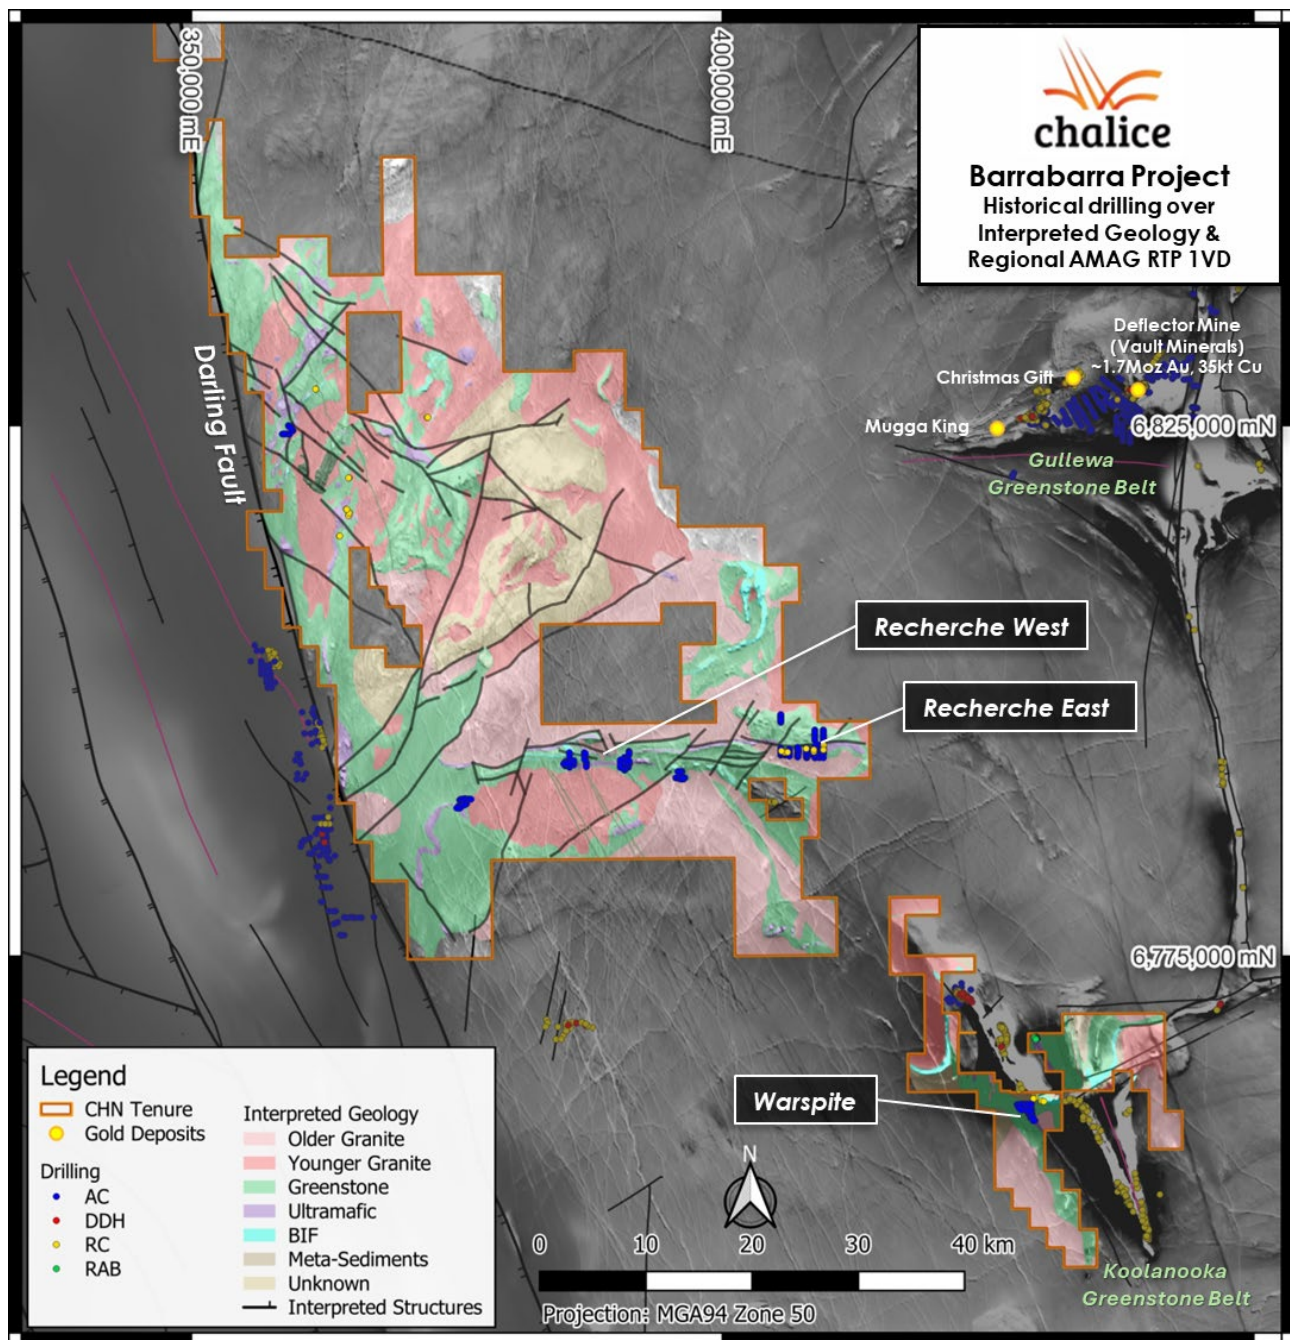 350,000 mE
400,000 mE
chalice
Barrabarra Project
Historical drilling over
Interpreted Geology &
Regional AMAG RTP 1VD
Deflector Mine
(Vault Minerals)
~1.7Moz Au, 35kt Cu
Christmas Gift
Mugga King
6,825,000 mN
Gullewa
Greenstone Belt
Darling Fault
Recherche West
Recherche East
6,775,000 mN
Warspite
Legend
CHN Tenure
Gold Deposits
Drilling
AC
DDH
RC
RAB
Interpreted Geology
Older Granite
Younger Granite
Greenstone
Ultramafic
BIF
Meta-Sediments
Unknown
Interpreted Structures
N
0 10 20 30 40 km
Projection: MGA94 Zone 50
Koolanooka
Greenstone Belt